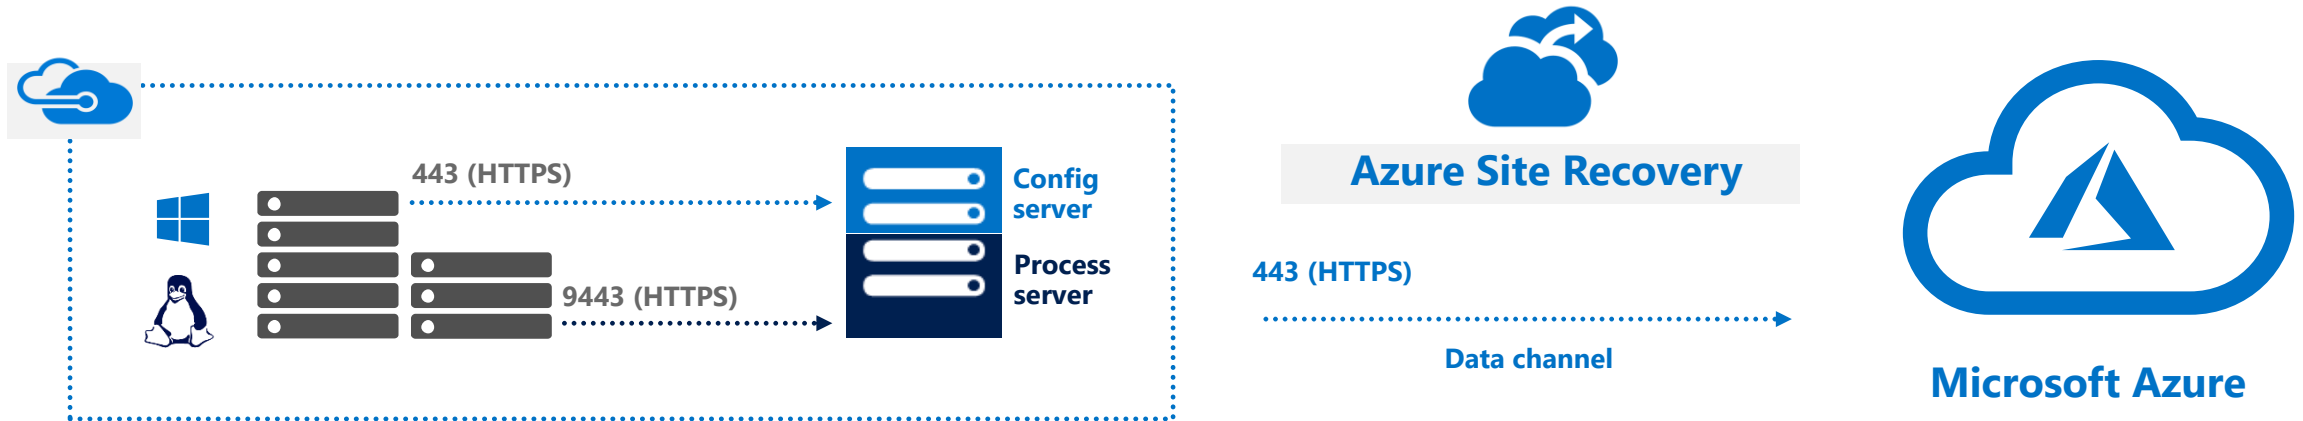 443 (HTTPS)
Config
server
9443 (HTTPS)
Process
server
Azure Site Recovery
443 (HTTPS)
Data channel
Microsoft Azure